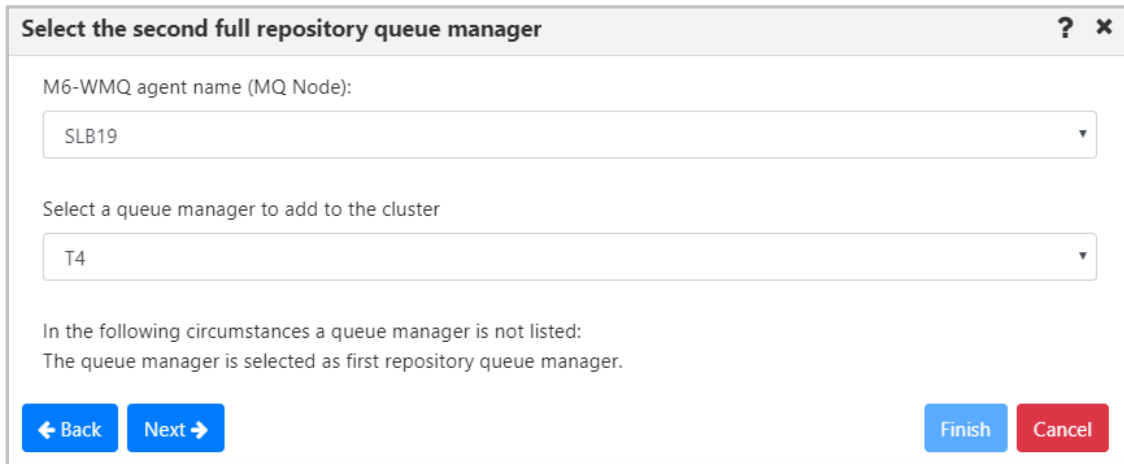 Select the second full repository queue manager ? ×
M6-WMQ agent name (MQ Node):
SLB19
Select a queue manager to add to the cluster
T4
In the following circumstances a queue manager is not listed:
The queue manager is selected as first repository queue manager.
Back Next Finish Cancel